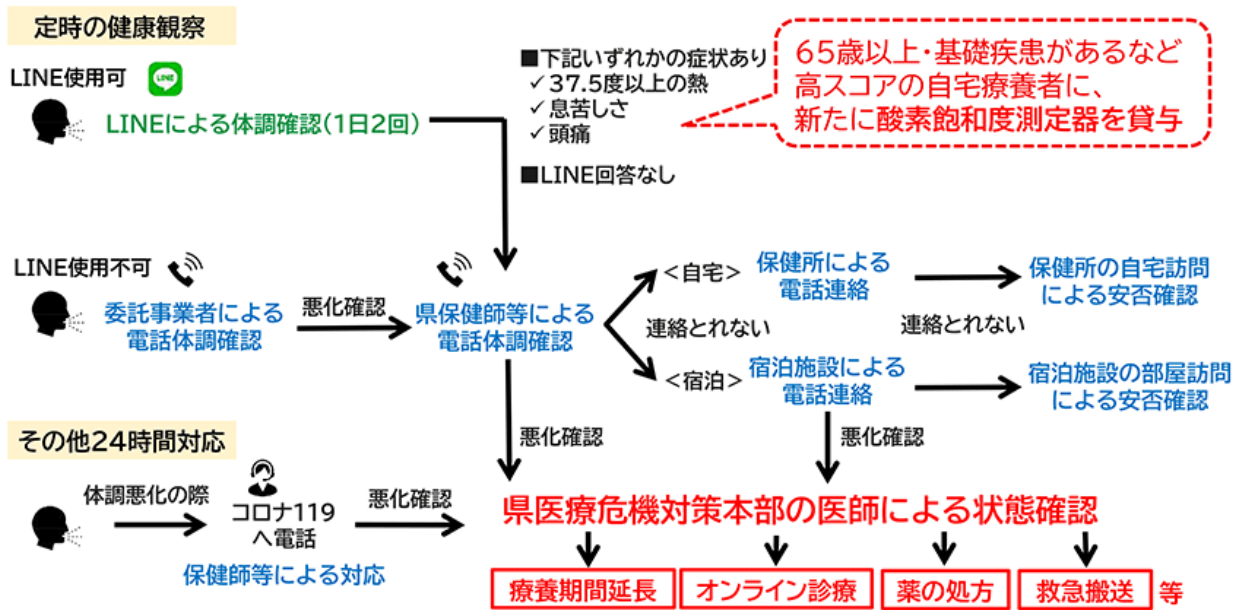 定時の健康観察
LINE使用可
LINE
LINEによる体調確認(1日2回)
■下記いずれかの症状あり
✓37.5度以上の熱
✓息苦しさ
✓頭痛
■LINE回答なし
65歳以上・基礎疾患があるなど
高スコアの自宅療養者に、
新たに酸素飽和度測定器を貸与
LINE使用不可
委託事業者による
電話体調確認
悪化確認
県保健師等による
電話体調確認
<自宅>
保健所による
電話連絡
保健所の自宅訪問
による安否確認
連絡とれない
連絡とれない
<宿泊>
宿泊施設による
電話連絡
宿泊施設の部屋訪問
による安否確認
悪化確認
悪化確認
その他24時間対応
体調悪化の際
コロナ119
へ電話
保健師等による対応
悪化確認
県医療危機対策本部の医師による状態確認
療養期間延長
オンライン診療
薬の処方
救急搬送
等